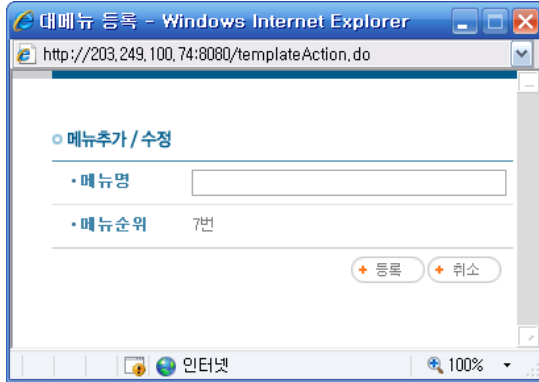 대메뉴 등록 - Windows Internet Explorer
http://203,249,100,74:8080/templateAction,do
메뉴추가 / 수정
메뉴명
메뉴순위 7번
등록 취소
인터넷 100%